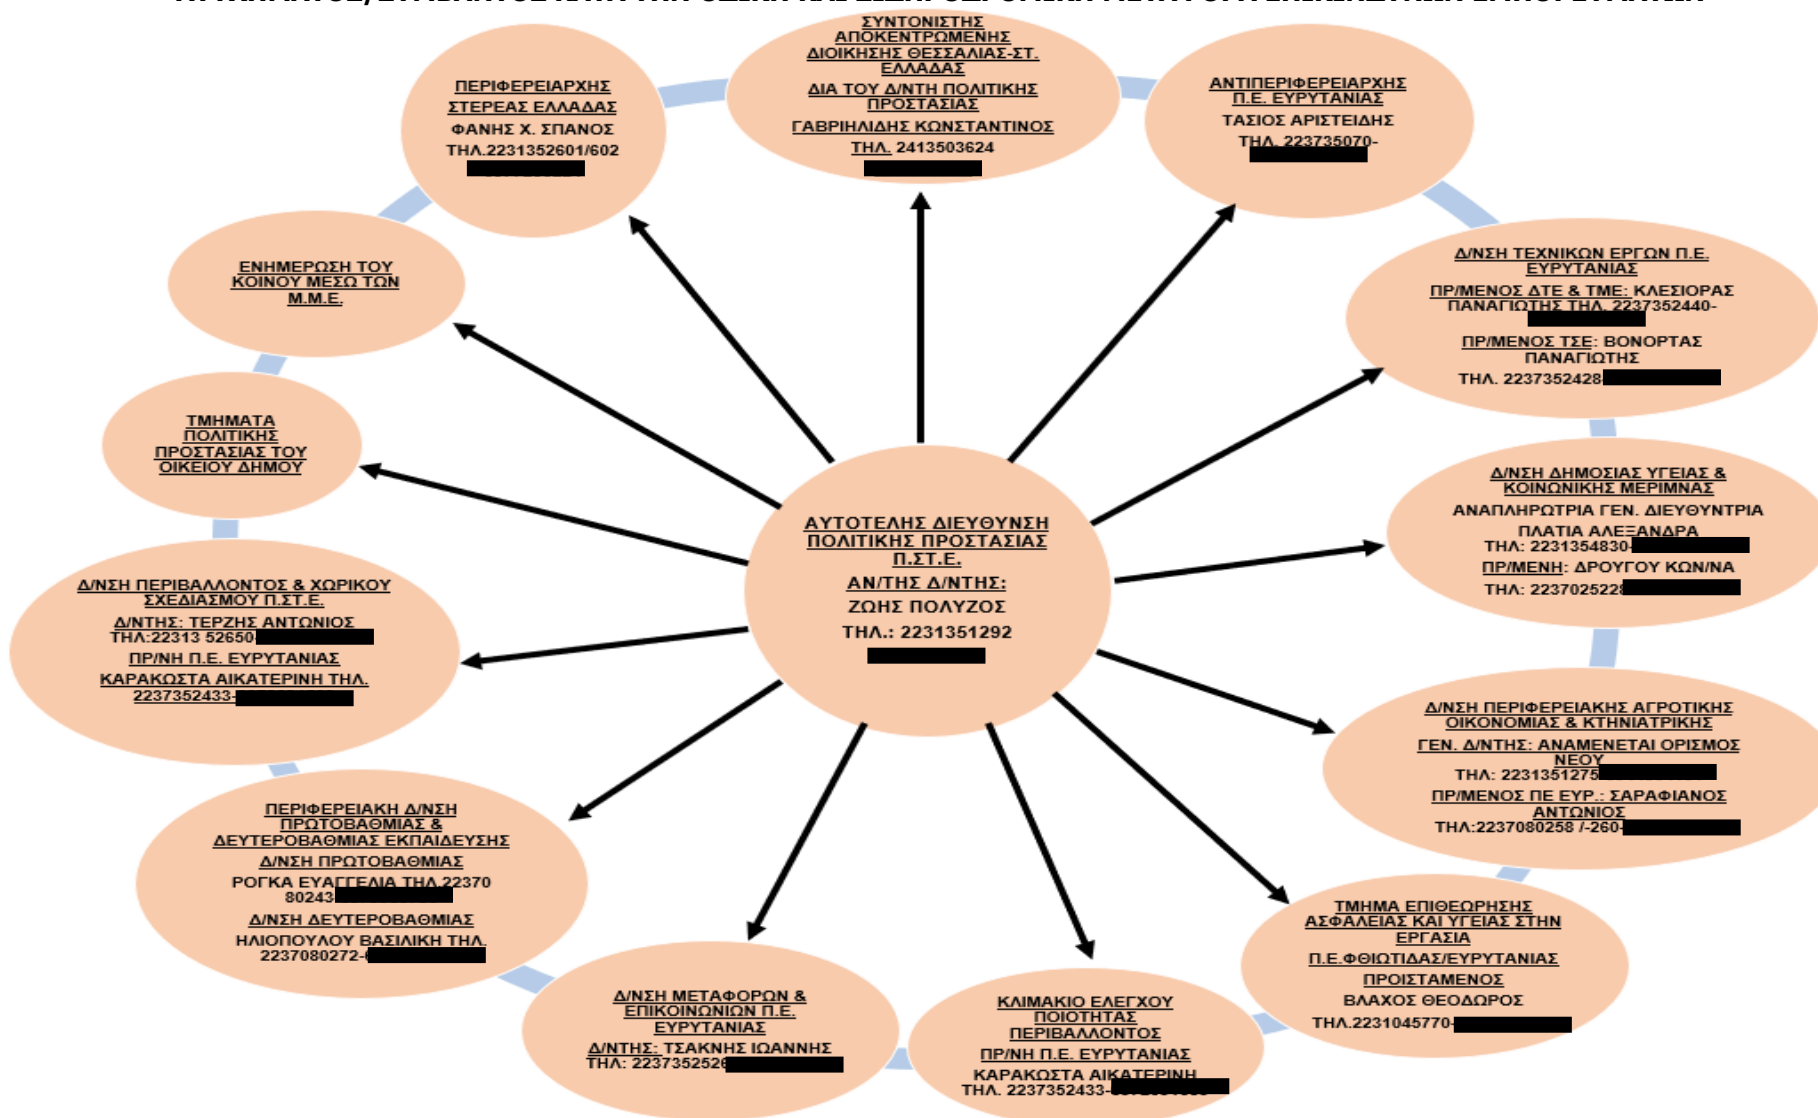 ΣΥΝΤΟΝΙΣΤΗΣ
ΑΠΟΚΕΝΤΡΩΜΕΝΗΣ
ΔΙΟΙΚΗΣΗΣ ΘΕΣΣΑΛΙΑΣ-ΣΤ.
ΕΛΛΑΔΑΣ
ΔΙΑ ΤΟΥ Δ/ΝΤΗ ΠΟΛΙΤΙΚΗΣ
ΠΡΟΣΤΑΣΙΑΣ
ΓΑΒΡΙΗΛΙΔΗΣ ΚΩΝΣΤΑΝΤΙΝΟΣ
ΤΗΛ. 2413503624
ΑΝΤΙΠΕΡΙΦΕΡΕΙΑΡΧΗΣ
Π.Ε. ΕΥΡΥΤΑΝΙΑΣ
ΤΑΣΙΟΣ ΑΡΙΣΤΕΙΔΗΣ
ΤΗΛ. 223735070-
Δ/ΝΣΗ ΤΕΧΝΙΚΩΝ ΕΡΓΩΝ Π.Ε.
ΕΥΡΥΤΑΝΙΑΣ
ΠΡ/ΜΕΝΟΣ ΔΤΕ & ΤΜΕ: ΚΛΕΣΙΟΡΑΣ
ΠΑΝΑΓΙΩΤΗΣ ΤΗΛ. 2237352440-
ΠΡ/ΜΕΝΟΣ ΤΣΕ: ΒΟΝΟΡΤΑΣ
ΠΑΝΑΓΙΩΤΗΣ
ΤΗΛ. 2237352428
Δ/ΝΣΗ ΔΗΜΟΣΙΑΣ ΥΓΕΙΑΣ &
ΚΟΙΝΩΝΙΚΗΣ ΜΕΡΙΜΝΑΣ
ΑΝΑΠΛΗΡΩΤΡΙΑ ΓΕΝ. ΔΙΕΥΘΥΝΤΡΙΑ
ΠΛΑΤΙΑ ΑΛΕΞΑΝΔΡΑ
ΤΗΛ: 2231354830-
ΠΡ/ΜΕΝΗ: ΔΡΟΥΓΟΥ ΚΩΝ/ΝΑ
ΤΗΛ: 2237025228
Δ/ΝΣΗ ΠΕΡΙΦΕΡΕΙΑΚΗΣ ΑΓΡΟΤΙΚΗΣ
ΟΙΚΟΝΟΜΙΑΣ & ΚΤΗΝΙΑΤΡΙΚΗΣ
ΓΕΝ. Δ/ΝΤΗΣ: ΑΝΑΜΕΝΕΤΑΙ ΟΡΙΣΜΟΣ
ΝΕΟΥ
ΤΗΛ: 2231351275
ΠΡ/ΜΕΝΟΣ ΠΕ ΕΥΡ.: ΣΑΡΑΦΙΑΝΟΣ
ΑΝΤΩΝΙΟΣ
ΤΗΛ:2237080258 /-260-
ΤΜΗΜΑ ΕΠΙΘΕΩΡΗΣΗΣ
ΑΣΦΑΛΕΙΑΣ ΚΑΙ ΥΓΕΙΑΣ ΣΤΗΝ
ΕΡΓΑΣΙΑ
Π.Ε.ΦΘΙΩΤΙΔΑΣ/ΕΥΡΥΤΑΝΙΑΣ
ΠΡΟΙΣΤΑΜΕΝΟΣ
ΒΛΑΧΟΣ ΘΕΟΔΩΡΟΣ
ΤΗΛ.2231045770-
ΚΛΙΜΑΚΙΟ ΕΛΕΓΧΟΥ
ΠΟΙΟΤΗΤΑΣ
ΠΕΡΙΒΑΛΛΟΝΤΟΣ
ΠΡ/ΝΗ Π.Ε. ΕΥΡΥΤΑΝΙΑΣ
ΚΑΡΑΚΩΣΤΑ ΑΙΚΑΤΕΡΙΝΗ
ΤΗΛ. 2237352433-
Δ/ΝΣΗ ΜΕΤΑΦΟΡΩΝ &
ΕΠΙΚΟΙΝΩΝΙΩΝ Π.Ε.
ΕΥΡΥΤΑΝΙΑΣ
Δ/ΝΤΗΣ: ΤΣΑΚΝΗΣ ΙΩΑΝΝΗΣ
ΤΗΛ: 2237352526
ΠΕΡΙΦΕΡΕΙΑΚΗ Δ/ΝΣΗ
ΠΡΩΤΟΒΑΘΜΙΑΣ &
ΔΕΥΤΕΡΟΒΑΘΜΙΑΣ ΕΚΠΑΙΔΕΥΣΗΣ
Δ/ΝΣΗ ΠΡΩΤΟΒΑΘΜΙΑΣ
ΡΟΓΚΑ ΕΥΑΓΓΕΛΙΑ ΤΗΛ.22370
80243
Δ/ΝΣΗ ΔΕΥΤΕΡΟΒΑΘΜΙΑΣ
ΗΛΙΟΠΟΥΛΟΥ ΒΑΣΙΛΙΚΗ ΤΗΛ.
2237080272-
Δ/ΝΣΗ ΠΕΡΙΒΑΛΛΟΝΤΟΣ & ΧΩΡΙΚΟΥ
ΣΧΕΔΙΑΣΜΟΥ Π.ΣΤ.Ε.
Δ/ΝΤΗΣ: ΤΕΡΖΗΣ ΑΝΤΩΝΙΟΣ
ΤΗΛ:22313 52650-
ΠΡ/ΝΗ Π.Ε. ΕΥΡΥΤΑΝΙΑΣ
ΚΑΡΑΚΩΣΤΑ ΑΙΚΑΤΕΡΙΝΗ ΤΗΛ.
2237352433-
ΤΜΗΜΑΤΑ
ΠΟΛΙΤΙΚΗΣ
ΠΡΟΣΤΑΣΙΑΣ ΤΟΥ
ΟΙΚΕΙΟΥ ΔΗΜΟΥ
ΕΝΗΜΕΡΩΣΗ ΤΟΥ
ΚΟΙΝΟΥ ΜΕΣΩ ΤΩΝ
Μ.Μ.Ε.
ΠΕΡΙΦΕΡΕΙΑΡΧΗΣ
ΣΤΕΡΕΑΣ ΕΛΛΑΔΑΣ
ΦΑΝΗΣ Χ. ΣΠΑΝΟΣ
ΤΗΛ.2231352601/602
ΑΥΤΟΤΕΛΗΣ ΔΙΕΥΘΥΝΣΗ
ΠΟΛΙΤΙΚΗΣ ΠΡΟΣΤΑΣΙΑΣ
Π.ΣΤ.Ε.
ΑΝ/ΤΗΣ Δ/ΝΤΗΣ:
ΖΩΗΣ ΠΟΛΥΖΟΣ
ΤΗΛ.: 2231351292